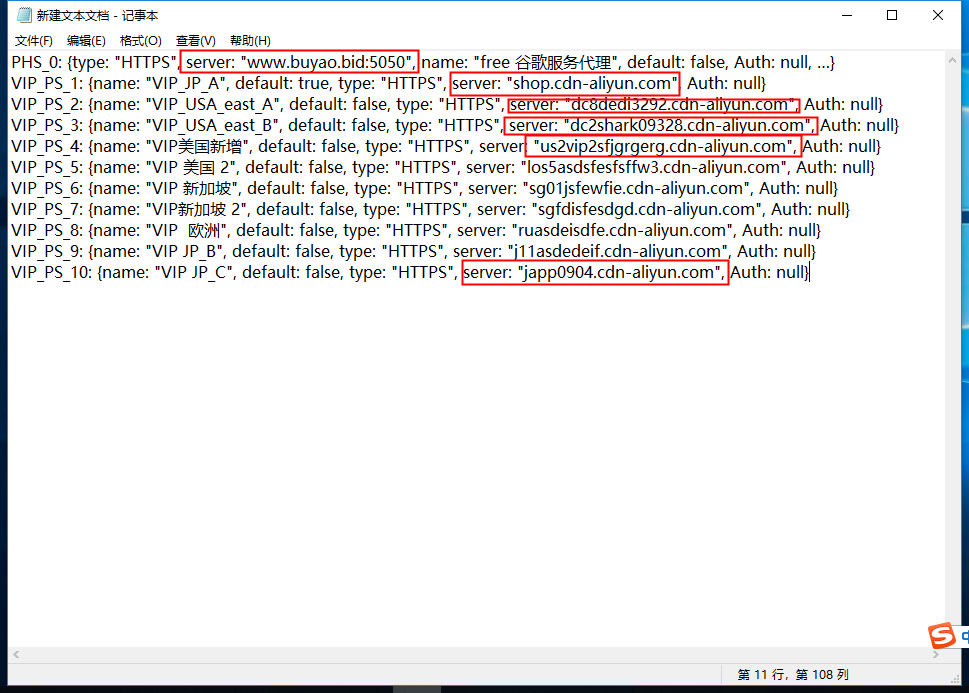 新建文本文档 - 记事本
文件(F) 编辑(E) 格式(O) 查看(V) 帮助(H)
PHS_0: {type: "HTTPS", server: "www.buyao.bid:5050", name: "free 谷歌服务代理", default: false, Auth: null, …}
VIP_PS_1: {name: "VIP_JP_A", default: true, type: "HTTPS", server: "shop.cdn-aliyun.com", Auth: null}
VIP_PS_2: {name: "VIP_USA_east_A", default: false, type: "HTTPS", server: "dc8dedi3292.cdn-aliyun.com", Auth: null}
VIP_PS_3: {name: "VIP_USA_east_B", default: false, type: "HTTPS", server: "dc2shark09328.cdn-aliyun.com", Auth: null}
VIP_PS_4: {name: "VIP美国新增", default: false, type: "HTTPS", server: "us2vip2sfjgrgerg.cdn-aliyun.com", Auth: null}
VIP_PS_5: {name: "VIP 美国 2", default: false, type: "HTTPS", server: "los5asdsfesfsffw3.cdn-aliyun.com", Auth: null}
VIP_PS_6: {name: "VIP 新加坡", default: false, type: "HTTPS", server: "sg01jsfewfie.cdn-aliyun.com", Auth: null}
VIP_PS_7: {name: "VIP新加坡 2", default: false, type: "HTTPS", server: "sgfdisfesdgd.cdn-aliyun.com", Auth: null}
VIP_PS_8: {name: "VIP  欧洲", default: false, type: "HTTPS", server: "ruasdeisdfe.cdn-aliyun.com", Auth: null}
VIP_PS_9: {name: "VIP JP_B", default: false, type: "HTTPS", server: "j11asdedeif.cdn-aliyun.com", Auth: null}
VIP_PS_10: {name: "VIP JP_C", default: false, type: "HTTPS", server: "japp0904.cdn-aliyun.com", Auth: null}
第 11 行，第 108 列